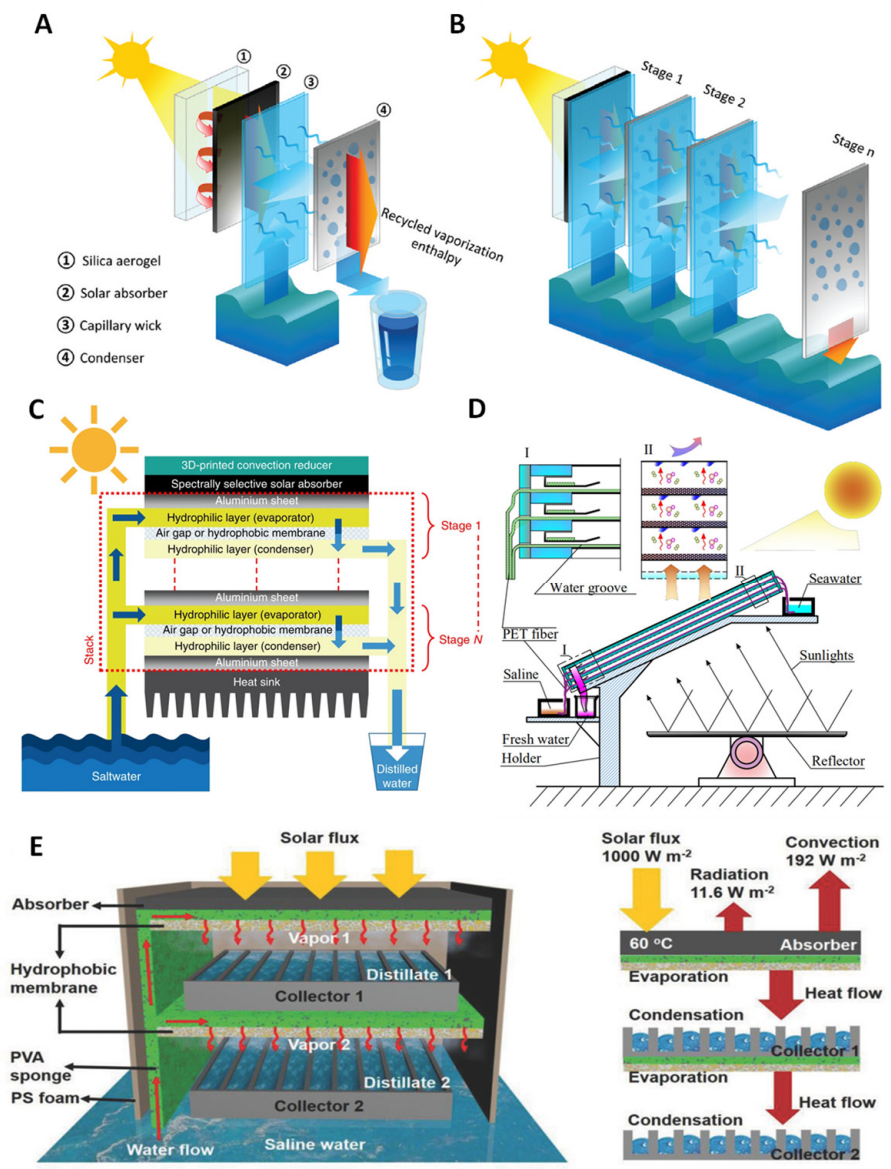 A
①
②
③
④
Recycled vaporization
enthalpy
① Silica aerogel
② Solar absorber
③ Capillary wick
④ Condenser
B
Stage 1
Stage 2
Stage n
C
3D-printed convection reducer
Spectrally selective solar absorber
Aluminium sheet
Hydrophilic layer (evaporator)
Air gap or hydrophobic membrane
Hydrophilic layer (condenser)
Stage 1
Aluminium sheet
Hydrophilic layer (evaporator)
Air gap or hydrophobic membrane
Hydrophilic layer (condenser)
Aluminium sheet
Stage N
Stack
Heat sink
Saltwater
Distilled
water
D
I
II
Water groove
II
Seawater
PET fiber
I
Saline
Sunlights
Fresh water
Holder
Reflector
E
Solar flux
Absorber
Vapor 1
Hydrophobic
membrane
Distillate 1
Collector 1
Vapor 2
PVA
sponge
Distillate 2
PS foam
Collector 2
Water flow
Saline water
Solar flux
1000 W m-2
Radiation
11.6 W m-2
Convection
192 W m-2
60 °C
Absorber
Evaporation
Heat flow
Condensation
Collector 1
Evaporation
Heat flow
Condensation
Collector 2